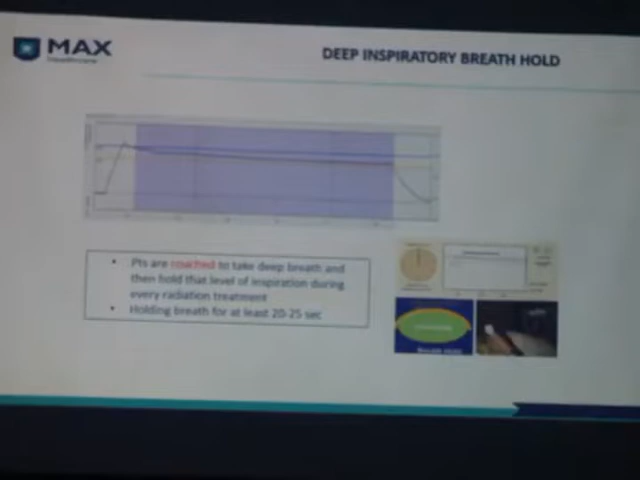 MAX
Healthcare
DEEP INSPIRATORY BREATH HOLD
• Pts are coached to take deep breath and
then hold that level of inspiration during
every radiation treatment
• Holding breath for at least 20-25 sec